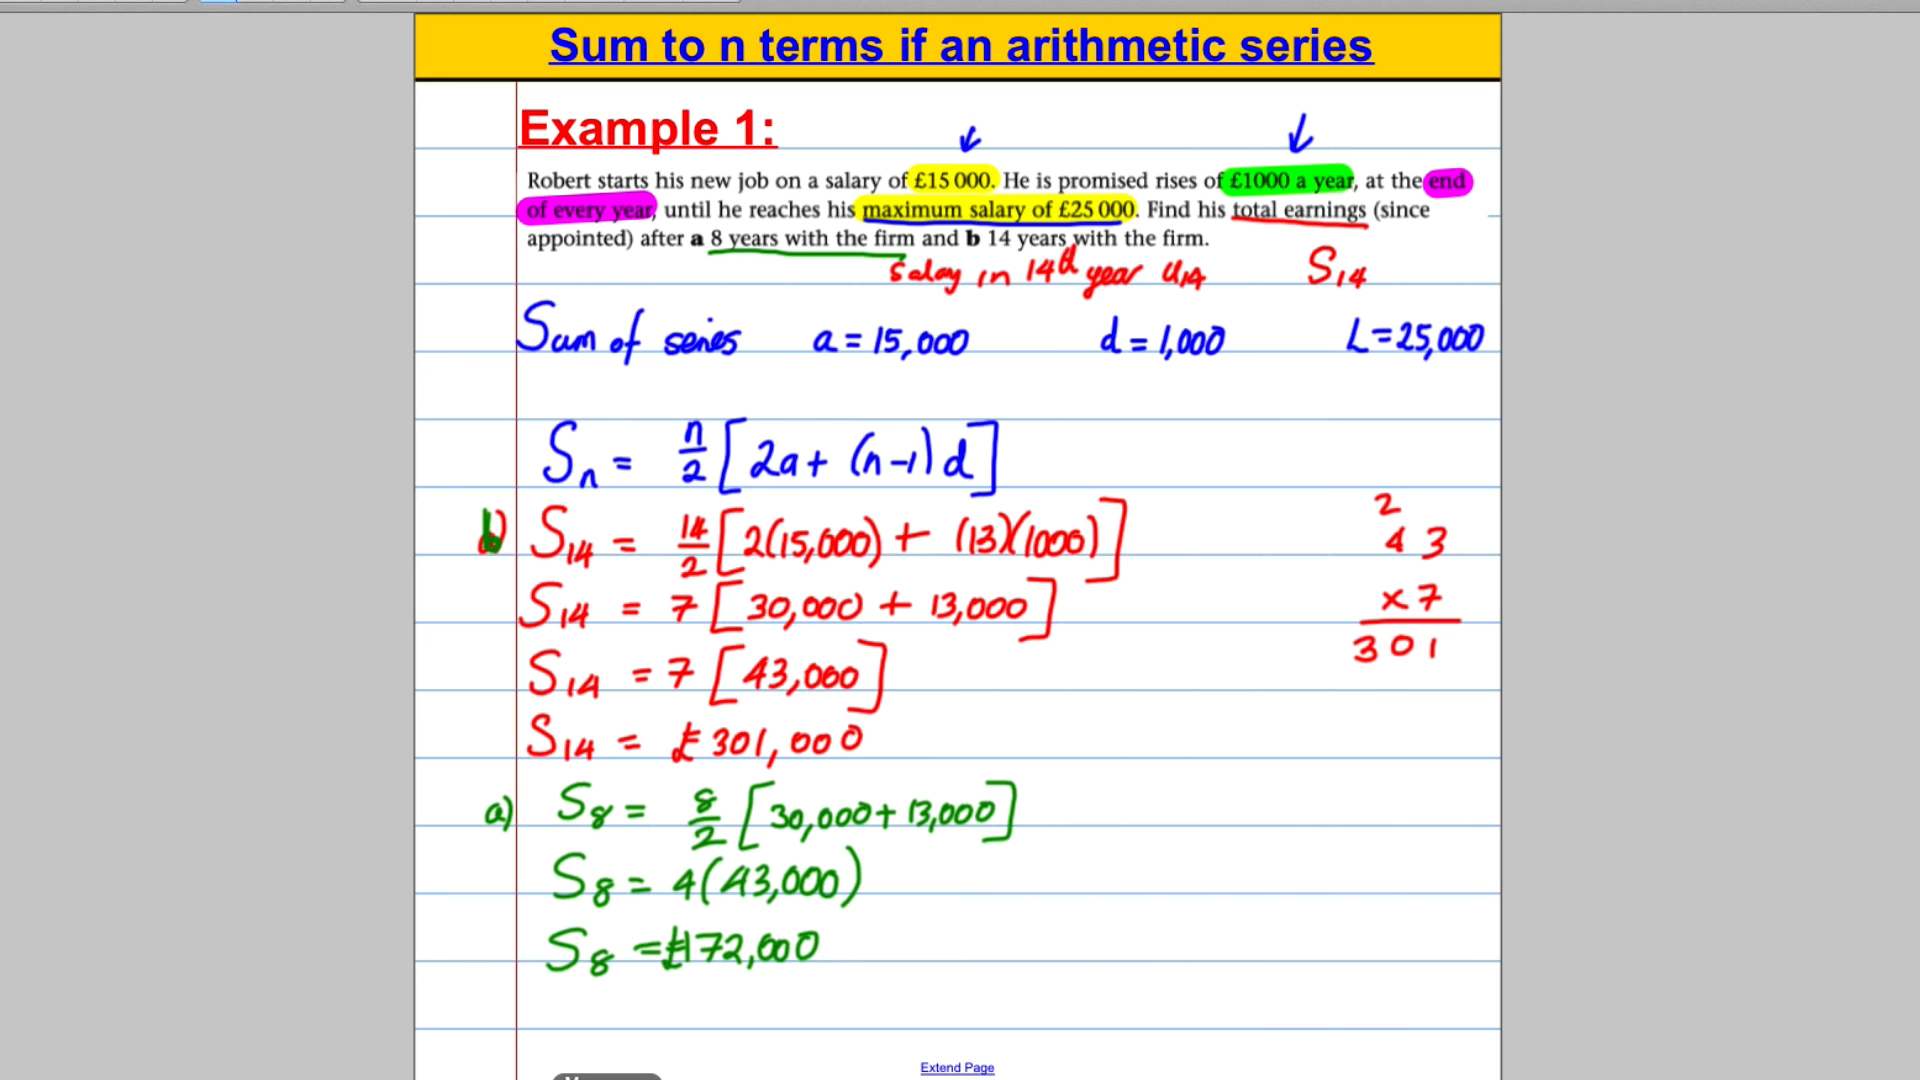 Sum to n terms if an arithmetic series
Example 1:
Robert starts his new job on a salary of £15 000. He is promised rises of £1000 a year, at the end
of every year, until he reaches his maximum salary of £25 000. Find his total earnings (since
appointed) after a 8 years with the firm and b 14 years with the firm.
Salay in 14th year U14 S14
Sum of series a = 15,000 d = 1,000 L = 25,000
Sn = n/2 [2a + (n-1)d]
b) S14 = 14/2 [2(15,000) + (13)(1000)]
S14 = 7 [30,000 + 13,000]
S14 = 7 [43,000]
S14 = £301,000
2
43
x7
301
a) S8 = 8/2 [30,000 + 13,000]
S8 = 4(43,000)
S8 = £172,000
Extend Page